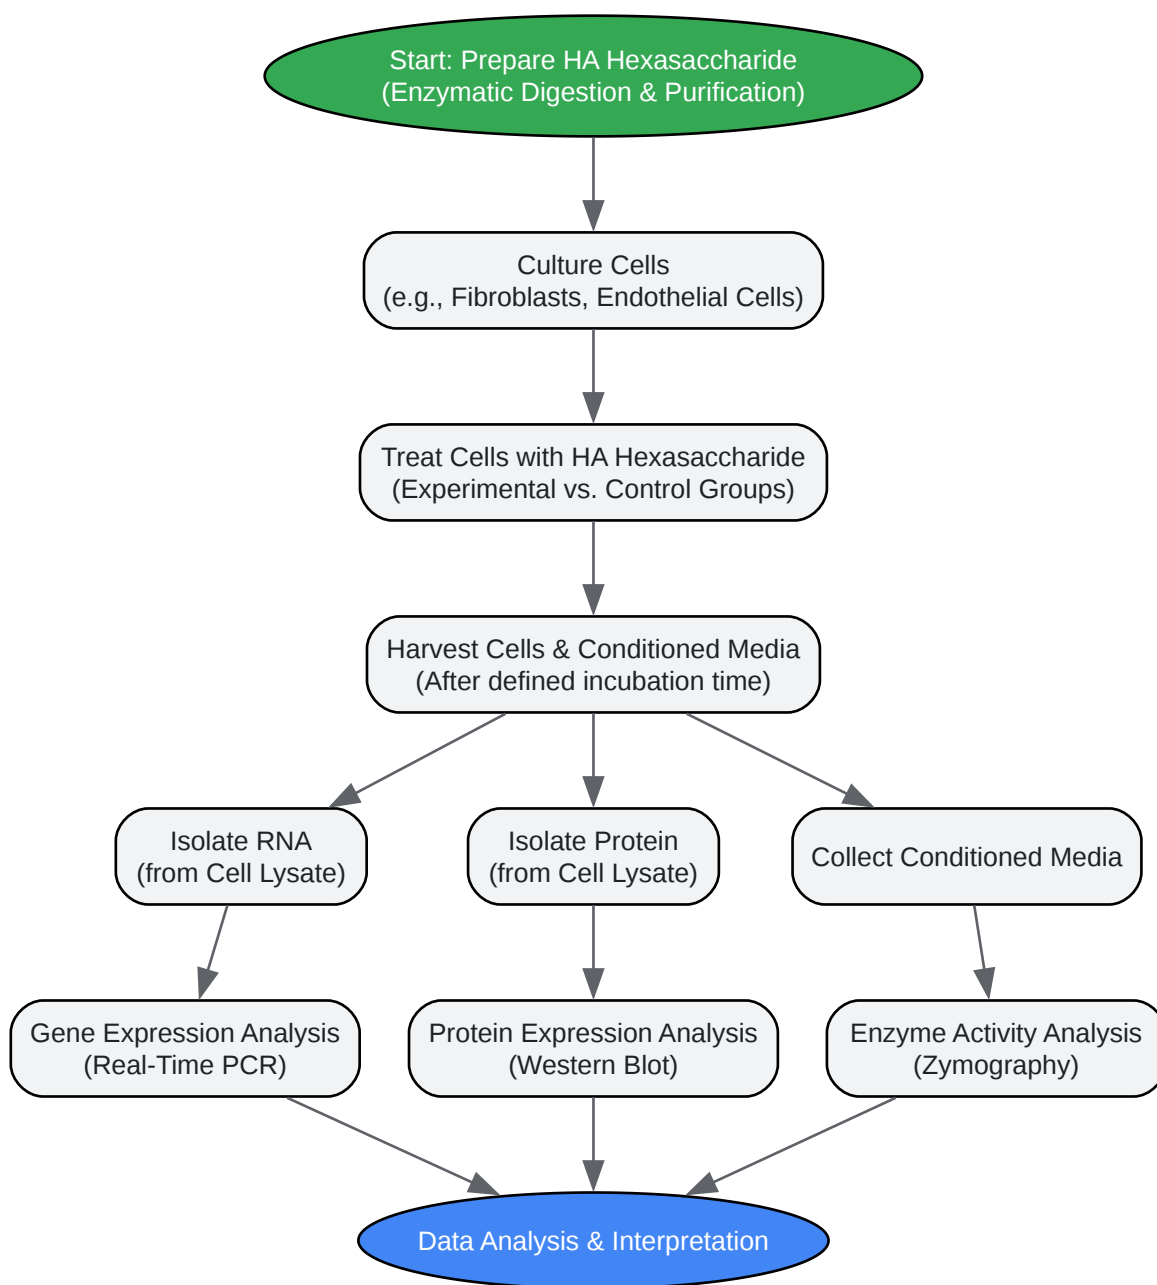 Start: Prepare HA Hexasaccharide
(Enzymatic Digestion & Purification)
Culture Cells
(e.g., Fibroblasts, Endothelial Cells)
Treat Cells with HA Hexasaccharide
(Experimental vs. Control Groups)
Harvest Cells & Conditioned Media
(After defined incubation time)
Isolate RNA
(from Cell Lysate)
Isolate Protein
(from Cell Lysate)
Collect Conditioned Media
Gene Expression Analysis
(Real-Time PCR)
Protein Expression Analysis
(Western Blot)
Enzyme Activity Analysis
(Zymography)
Data Analysis & Interpretation